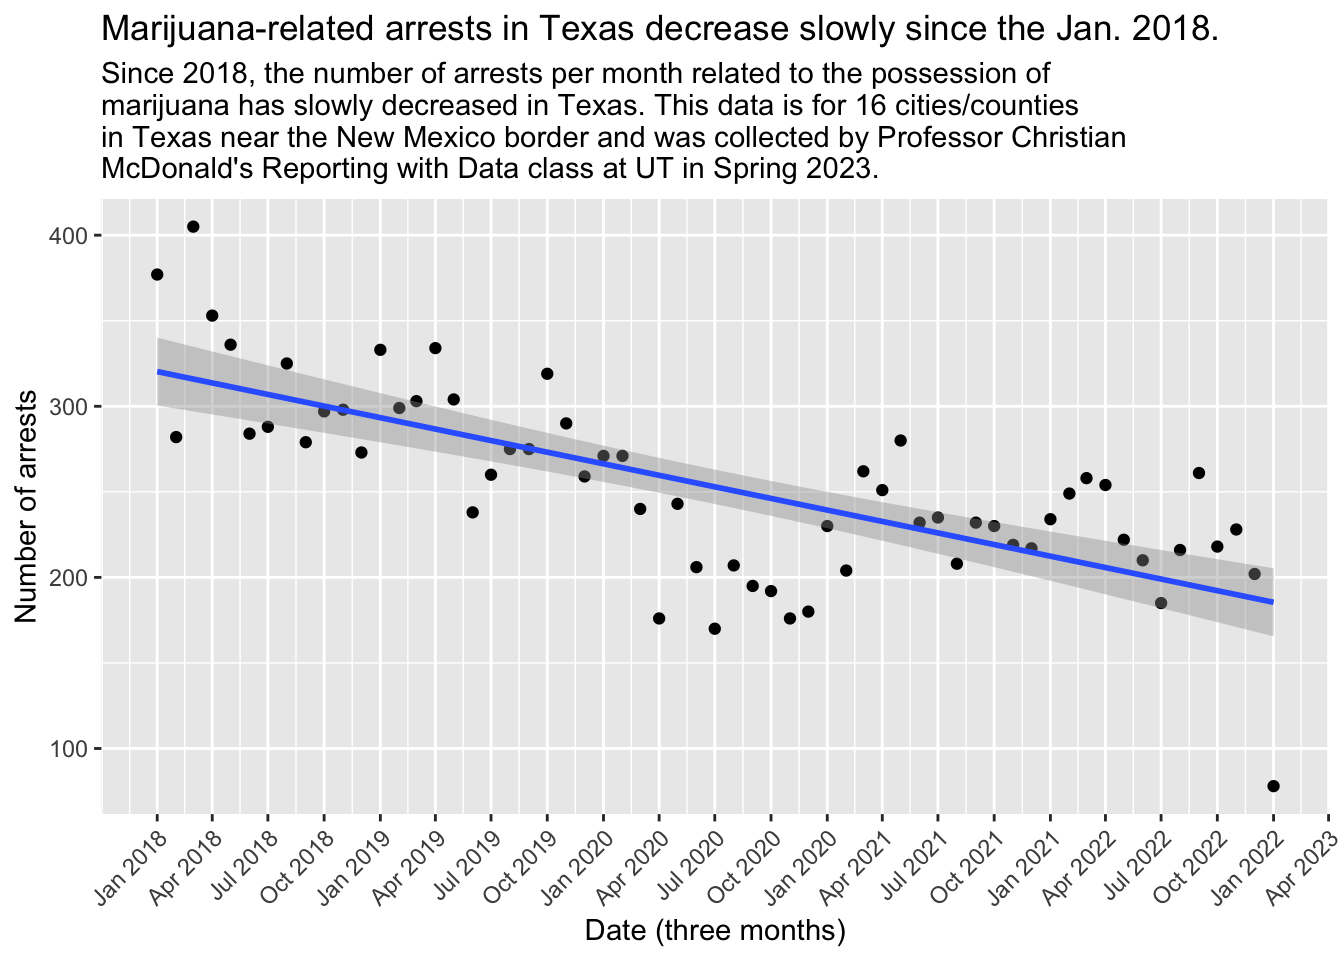 Marijuana-related arrests in Texas decrease slowly since the Jan. 2018.
Since 2018, the number of arrests per month related to the possession of
marijuana has slowly decreased in Texas. This data is for 16 cities/counties
in Texas near the New Mexico border and was collected by Professor Christian
McDonald's Reporting with Data class at UT in Spring 2023.
Number of arrests
400
300
200
100
Jan 2018
Apr 2018
Jul 2018
Oct 2018
Jan 2019
Apr 2019
Jul 2019
Oct 2019
Jan 2020
Apr 2020
Jul 2020
Oct 2020
Jan 2020
Apr 2021
Jul 2021
Oct 2021
Jan 2022
Apr 2022
Jul 2022
Oct 2022
Jan 2022
Apr 2023
Date (three months)